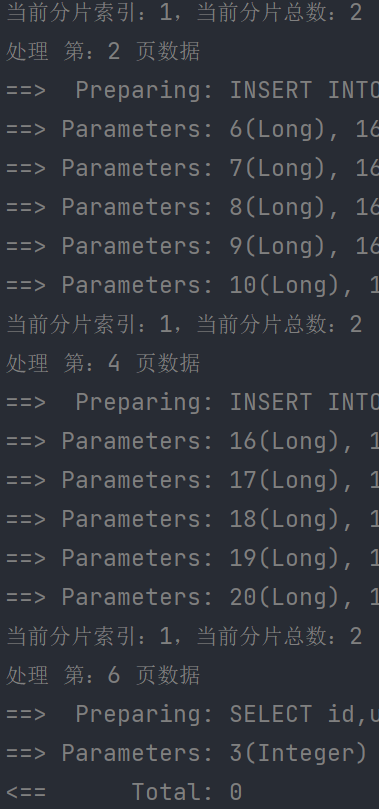 当前分片索引：1，当前分片总数：2
处理 第：2 页数据
==>  Preparing: INSERT INTO
==> Parameters: 6(Long), 16
==> Parameters: 7(Long), 16
==> Parameters: 8(Long), 16
==> Parameters: 9(Long), 16
==> Parameters: 10(Long), 1
当前分片索引：1，当前分片总数：2
处理 第：4 页数据
==>  Preparing: INSERT INTO
==> Parameters: 16(Long), 1
==> Parameters: 17(Long), 1
==> Parameters: 18(Long), 1
==> Parameters: 19(Long), 1
==> Parameters: 20(Long), 1
当前分片索引：1，当前分片总数：2
处理 第：6 页数据
==>  Preparing: SELECT id,u
==> Parameters: 3(Integer)
<==      Total: 0